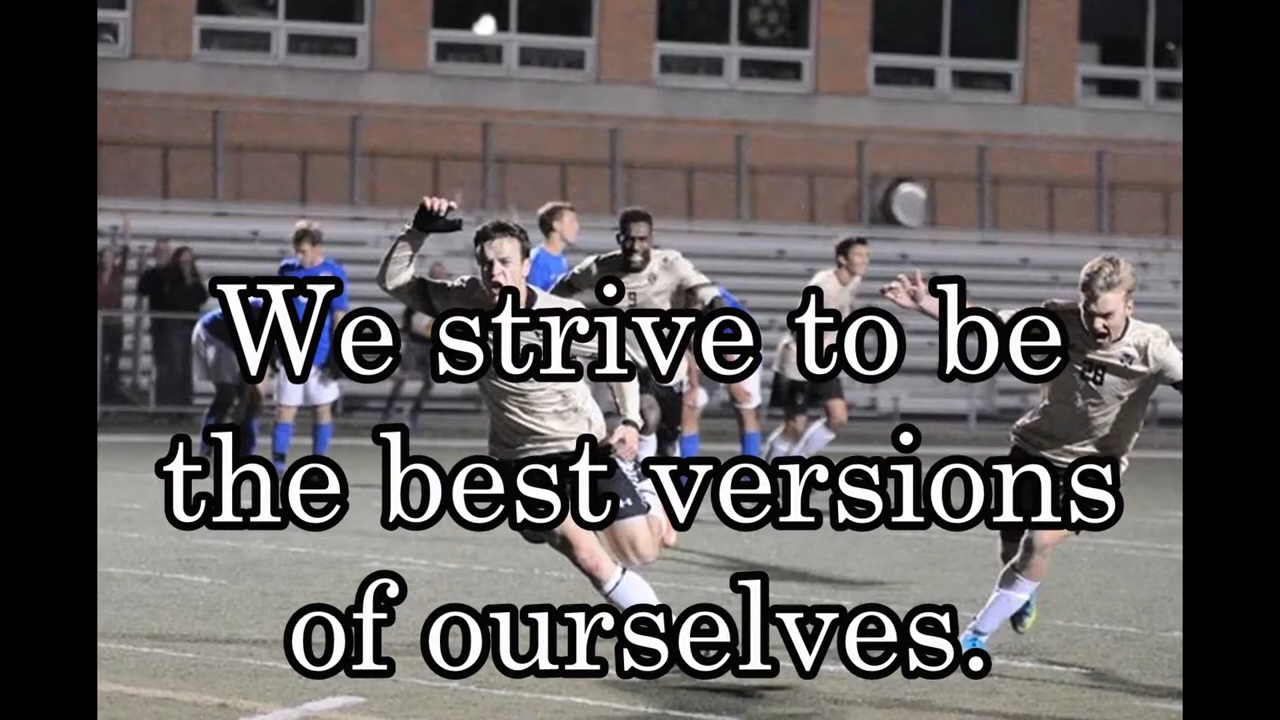 We strive to be
the best versions
of ourselves.
28